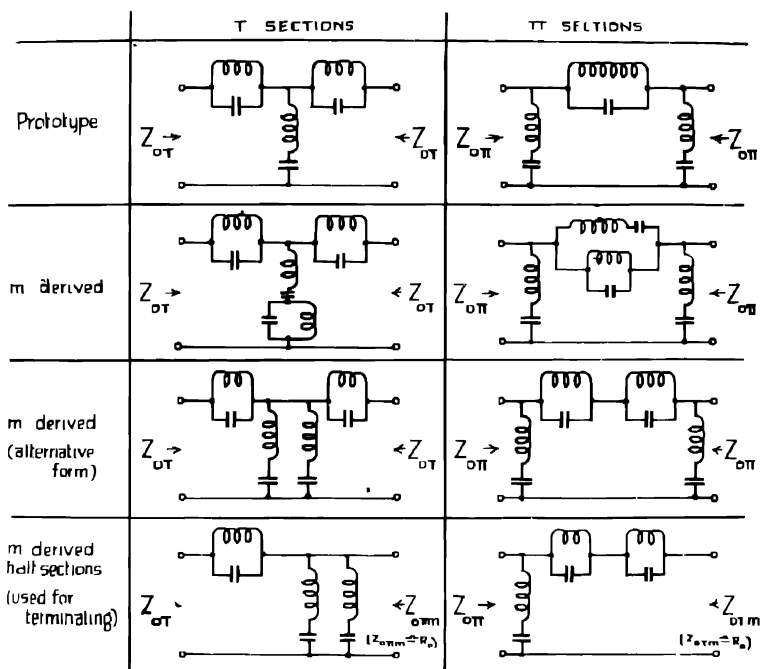 T SECTIONS
TT SECTIONS
Prototype
Z0T
Z0T
Z0π
Z0π
m derived
Z0T
Z0T
Z0π
Z0π
m derived
(alternative
form)
Z0T
Z0T
Z0π
Z0π
m derived
half sections
(used for
terminating)
Z0T
Z0πm
(Z0πm≏R0)
Z0π
Z0Tm
(Z0Tm≏R0)